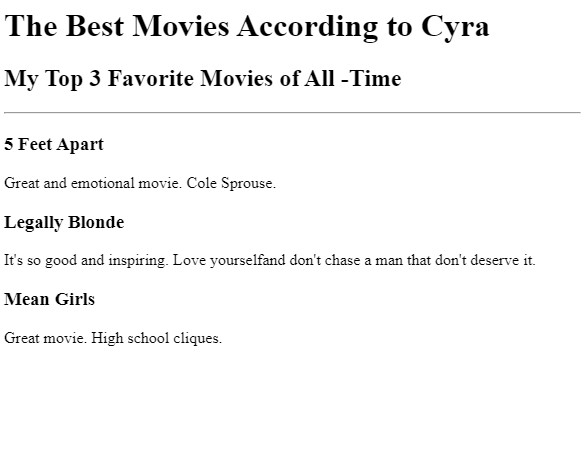 The Best Movies According to Cyra
My Top 3 Favorite Movies of All -Time
5 Feet Apart
Great and emotional movie. Cole Sprouse.
Legally Blonde
It's so good and inspiring. Love yourselfand don't chase a man that don't deserve it.
Mean Girls
Great movie. High school cliques.